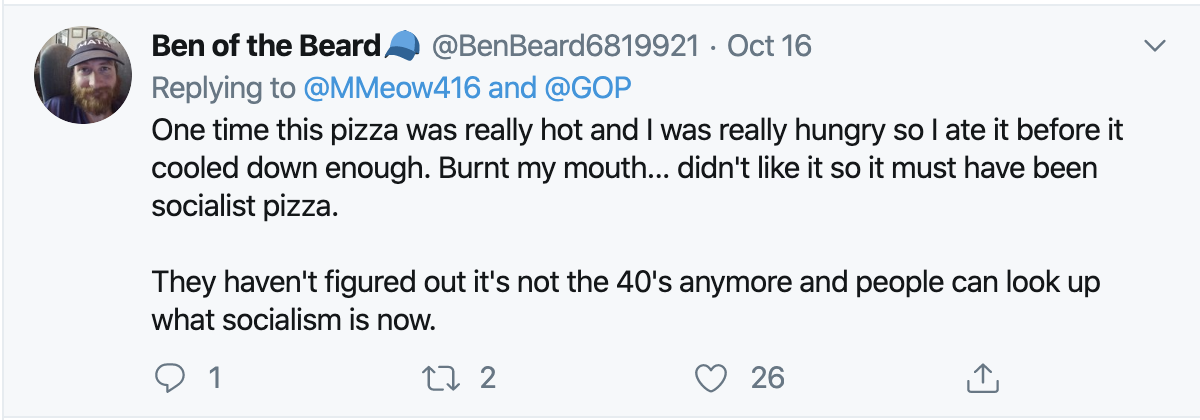 Ben of the Beard🧢 @BenBeard6819921 · Oct 16
Replying to @MMeow416 and @GOP
One time this pizza was really hot and I was really hungry so I ate it before it
cooled down enough. Burnt my mouth... didn't like it so it must have been
socialist pizza.
They haven't figured out it's not the 40's anymore and people can look up
what socialism is now.
1 2 26